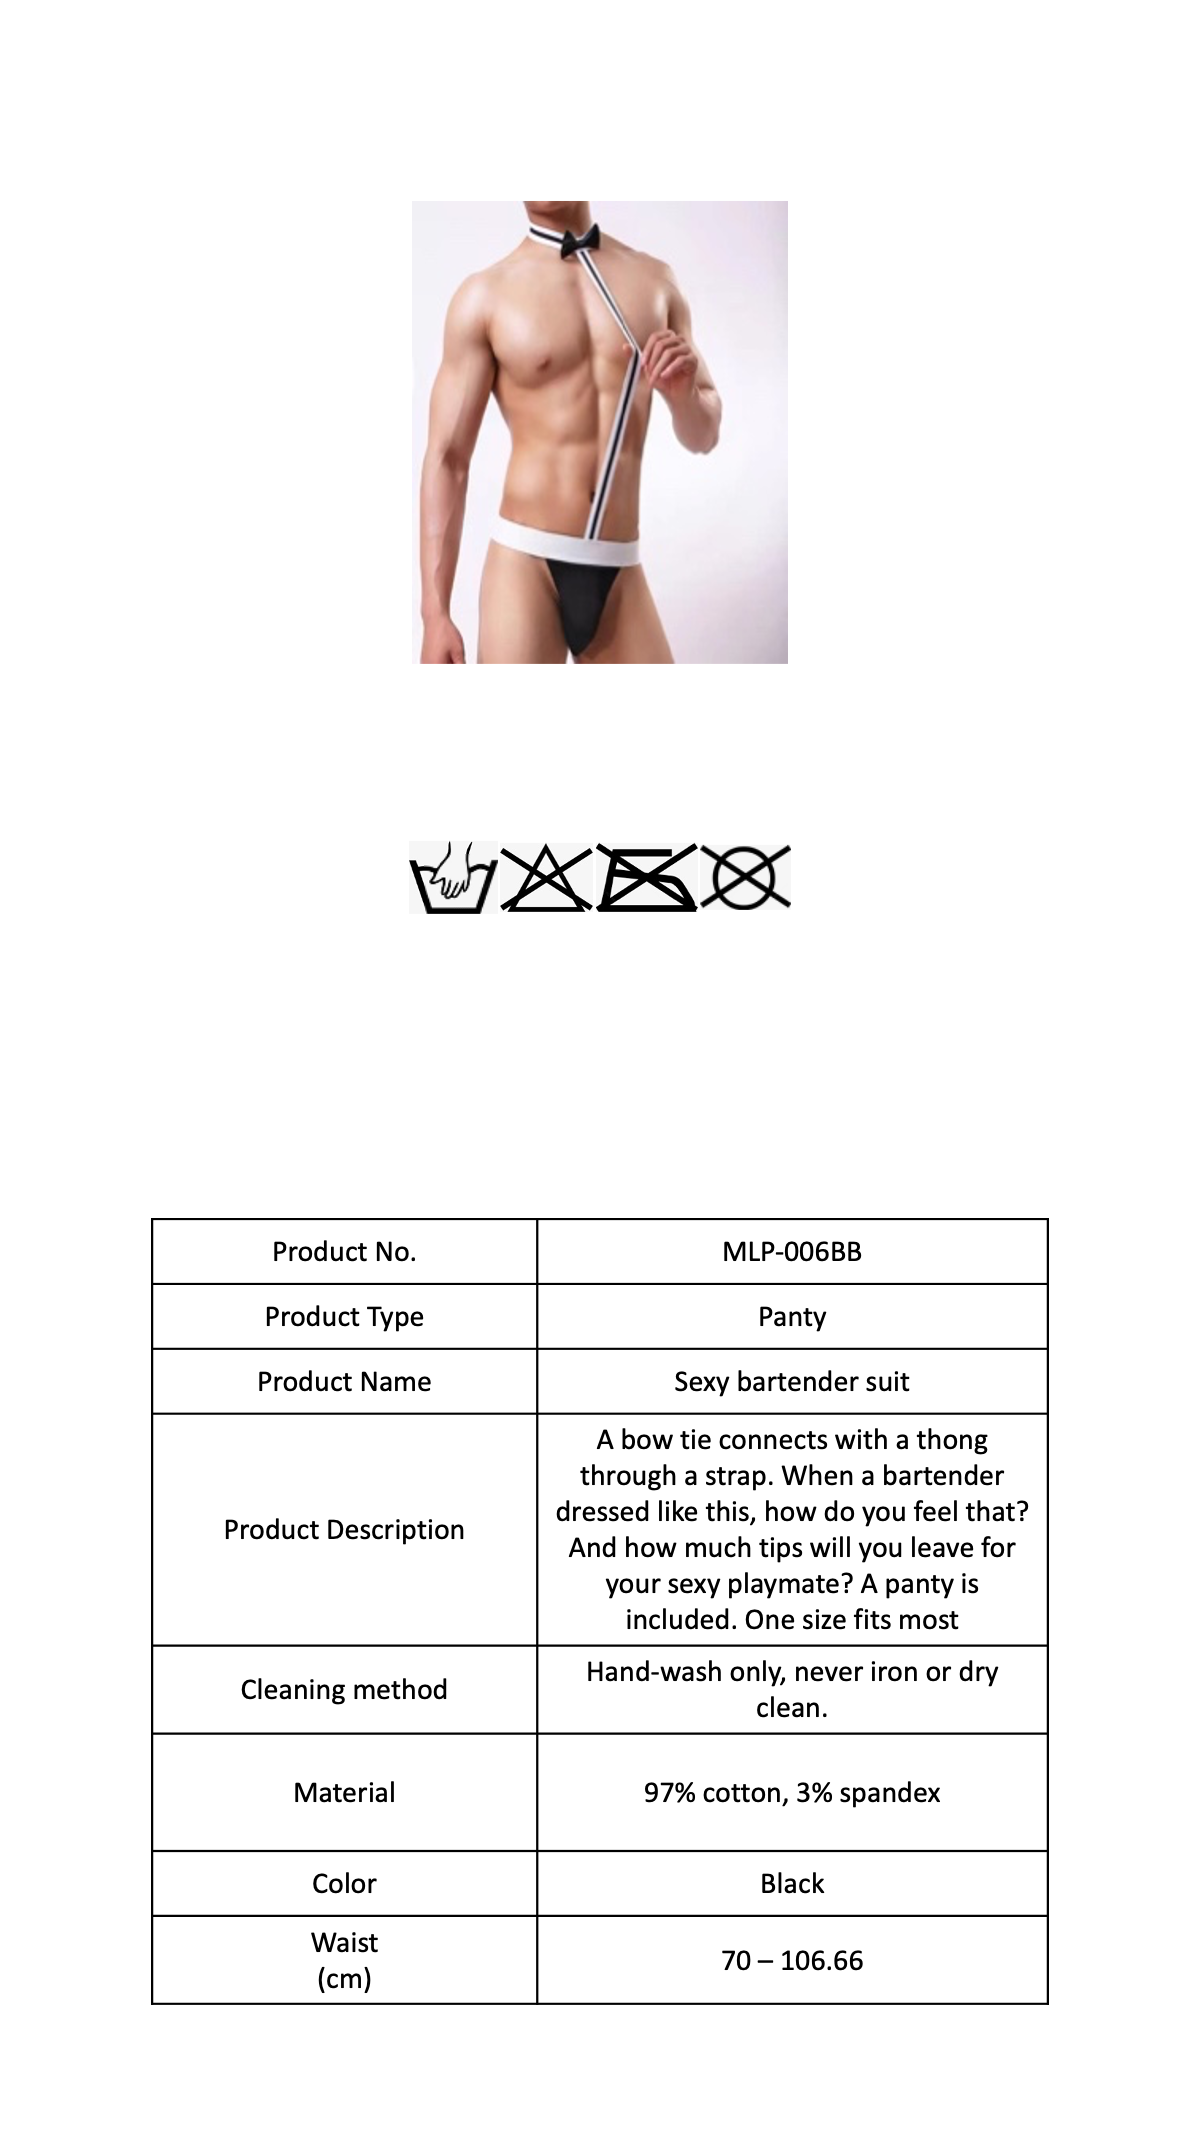 Product No.
MLP-006BB
Product Type
Panty
Product Name
Sexy bartender suit
Product Description
A bow tie connects with a thong
through a strap. When a bartender
dressed like this, how do you feel that?
And how much tips will you leave for
your sexy playmate? A panty is
included. One size fits most
Cleaning method
Hand-wash only, never iron or dry
clean.
Material
97% cotton, 3% spandex
Color
Black
Waist
(cm)
70 – 106.66